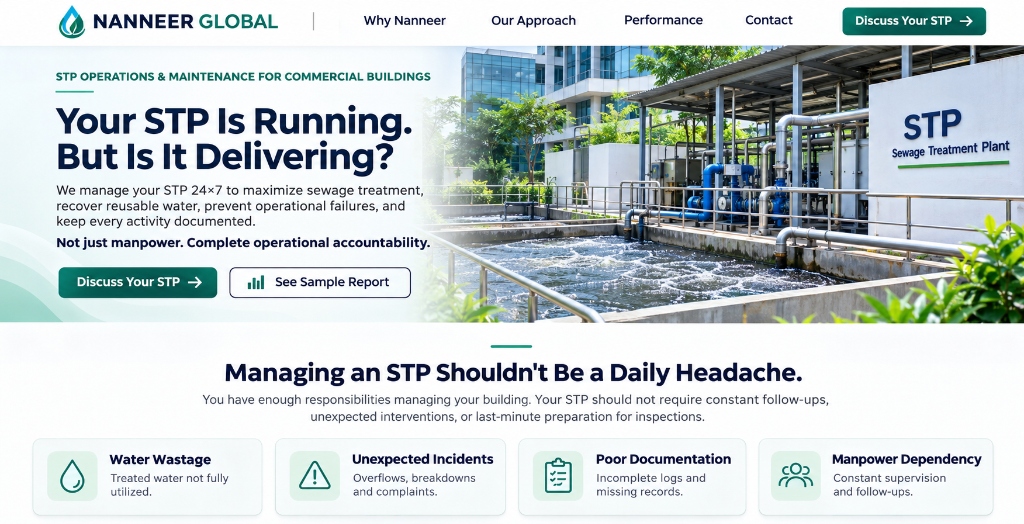 NANNEER GLOBAL
Why Nanneer
Our Approach
Performance
Contact
Discuss Your STP
STP OPERATIONS & MAINTENANCE FOR COMMERCIAL BUILDINGS
Your STP Is Running.
But Is It Delivering?
We manage your STP 24×7 to maximize sewage treatment,
recover reusable water, prevent operational failures, and
keep every activity documented.
Not just manpower. Complete operational accountability.
Discuss Your STP
See Sample Report
STP
Sewage Treatment Plant
Managing an STP Shouldn't Be a Daily Headache.
You have enough responsibilities managing your building. Your STP should not require constant follow-ups,
unexpected interventions, or last-minute preparation for inspections.
Water Wastage
Treated water not fully
utilized.
Unexpected Incidents
Overflows, breakdowns
and complaints.
Poor Documentation
Incomplete logs and
missing records.
Manpower Dependency
Constant supervision
and follow-ups.